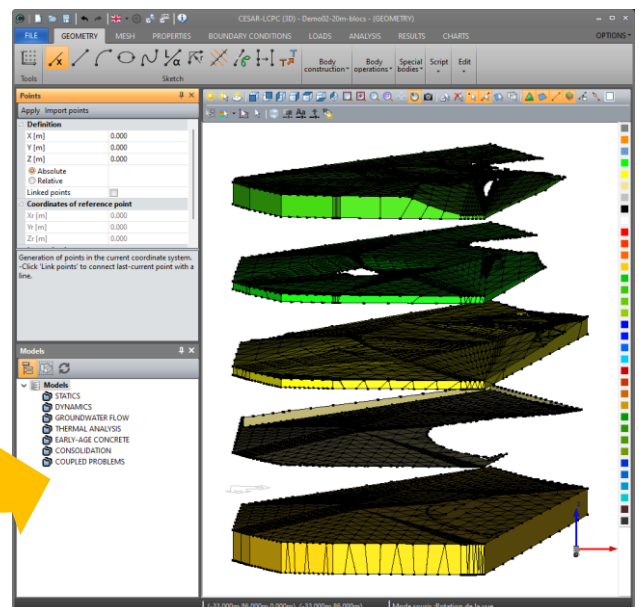 CESAR-LCPC (3D) - Demo02-20m-blocs - (GEOMETRY)
FILE GEOMETRY MESH PROPERTIES BOUNDARY CONDITIONS LOADS ANALYSIS RESULTS CHARTS OPTIONS
Body construction Body operations Special bodies Script Edit
Tools Sketch
Points
Apply Import points
Definition
X [m] 0.000
Y [m] 0.000
Z [m] 0.000
Absolute
Relative
Linked points
Coordinates of reference point
Xr [m] 0.000
Yr [m] 0.000
Zr [m] 0.000
Generation of points in the current coordinate system.
-Click 'Link points' to connect last-current point with a
line.
Models
Models
STATICS
DYNAMICS
GROUNDWATER FLOW
THERMAL ANALYSIS
EARLY-AGE CONCRETE
CONSOLIDATION
COUPLED PROBLEMS